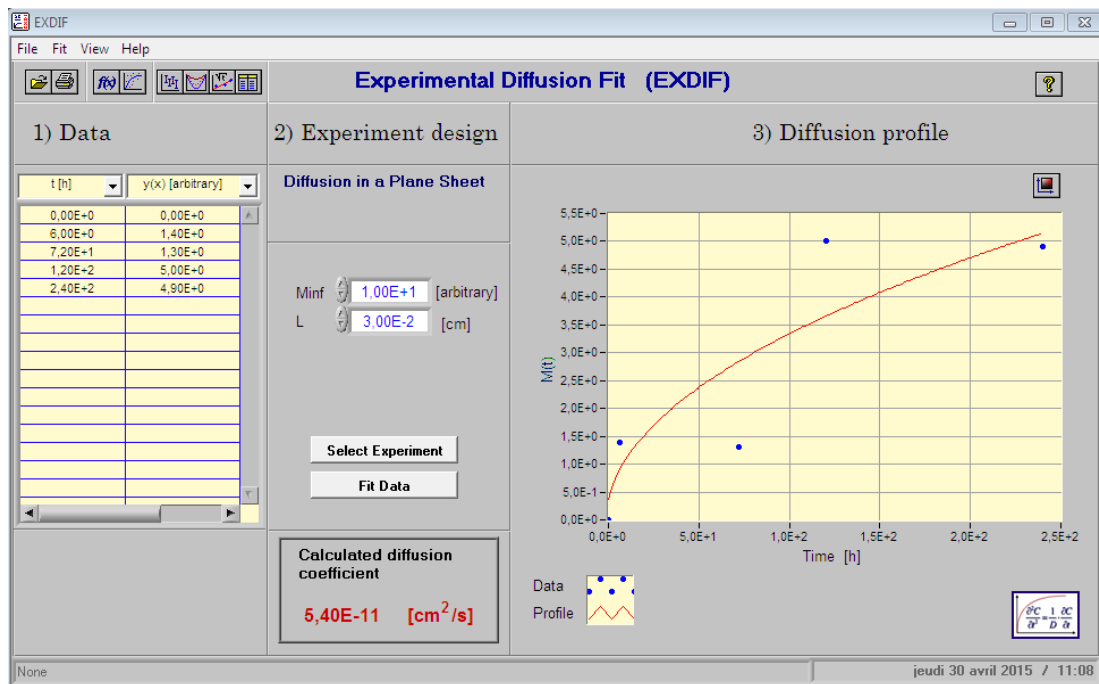 EXDIF
File Fit View Help
Experimental Diffusion Fit (EXDIF)
1) Data
2) Experiment design
3) Diffusion profile
t [h] y(x) [arbitrary]
0,00E+0 0,00E+0
6,00E+0 1,40E+0
7,20E+1 1,30E+0
1,20E+2 5,00E+0
2,40E+2 4,90E+0
Diffusion in a Plane Sheet
Minf 1,00E+1 [arbitrary]
L 3,00E-2 [cm]
Select Experiment
Fit Data
Calculated diffusion
coefficient
5,40E-11 [cm²/s]
M(t)
5,5E+0
5,0E+0
4,5E+0
4,0E+0
3,5E+0
3,0E+0
2,5E+0
2,0E+0
1,5E+0
1,0E+0
5,0E-1
0,0E+0
0,0E+0 5,0E+1 1,0E+2 1,5E+2 2,0E+2 2,5E+2
Time [h]
Data
Profile
None
jeudi 30 avril 2015 / 11:08